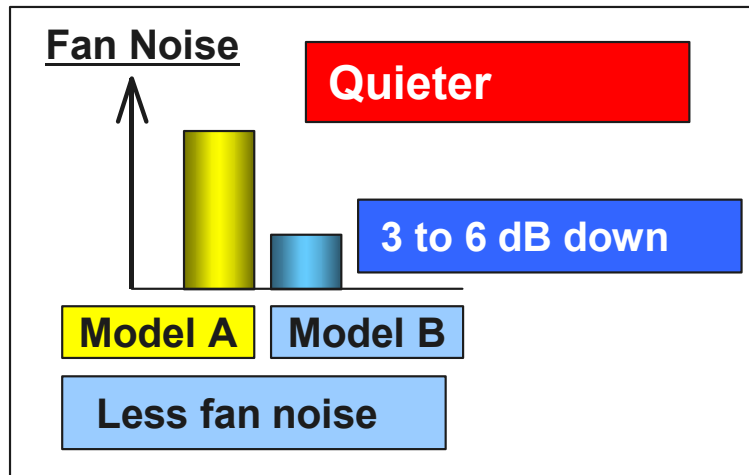 Fan Noise
Quieter
3 to 6 dB down
Model A
Model B
Less fan noise